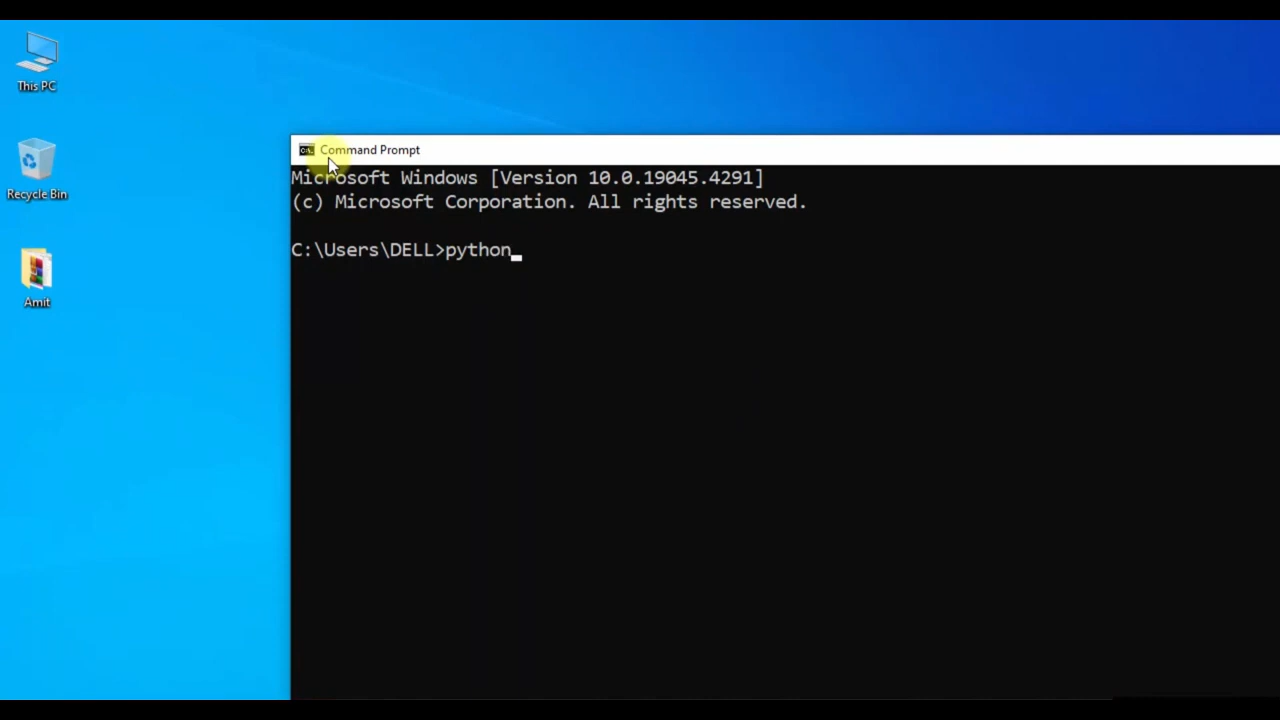 This PC
Recycle Bin
Amit
Command Prompt
Microsoft Windows [Version 10.0.19045.4291]
(c) Microsoft Corporation. All rights reserved.
C:\Users\DELL>python_